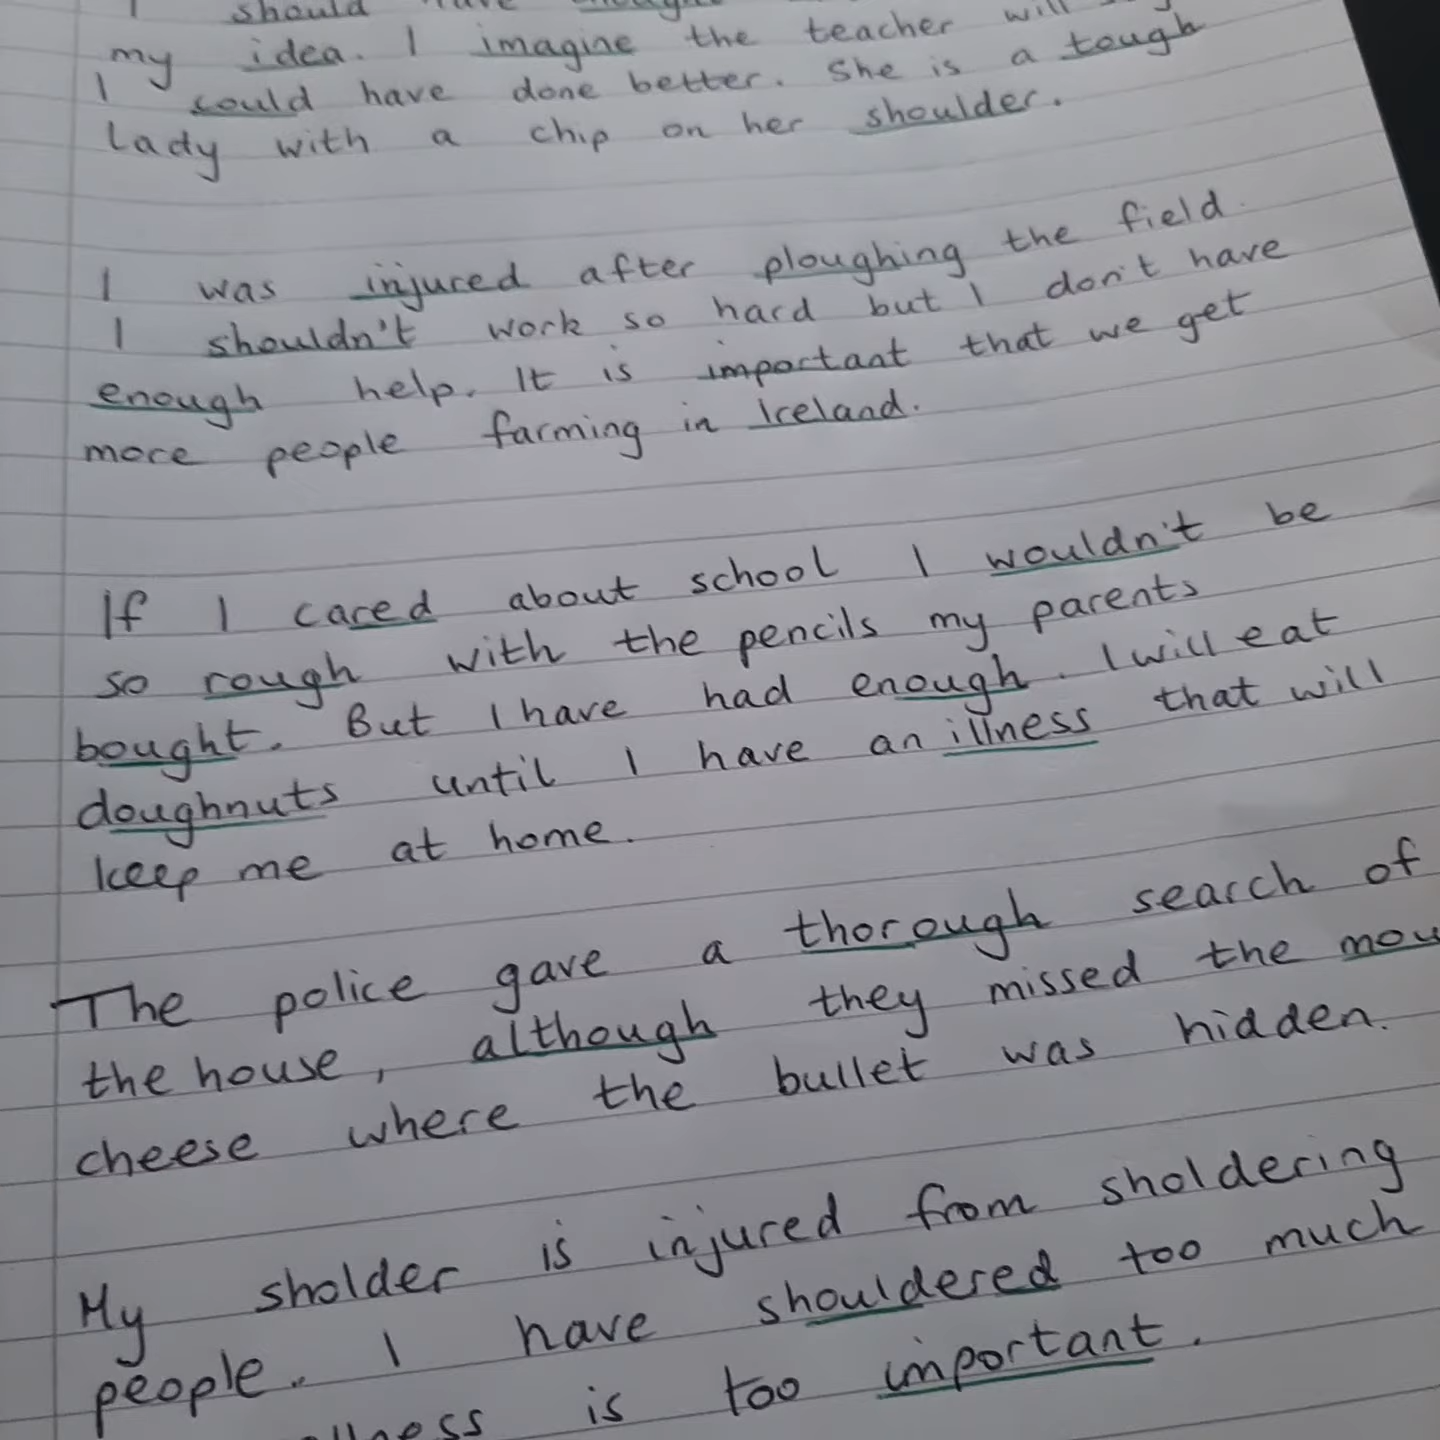 I should have
my idea. I imagine the teacher will
I could have done better. She is a tough
lady with a chip on her shoulder.
I was injured after ploughing the field.
I shouldn't work so hard but I don't have
enough help. It is important that we get
more people farming in Ireland.
If I cared about school I wouldn't be
so rough with the pencils my parents
bought. But I have had enough. I will eat
doughnuts until I have an illness that will
keep me at home.
The police gave a thorough search of
the house, although they missed the mou
cheese where the bullet was hidden.
My sholder is injured from sholdering
people. I have shouldered too much
is too important.